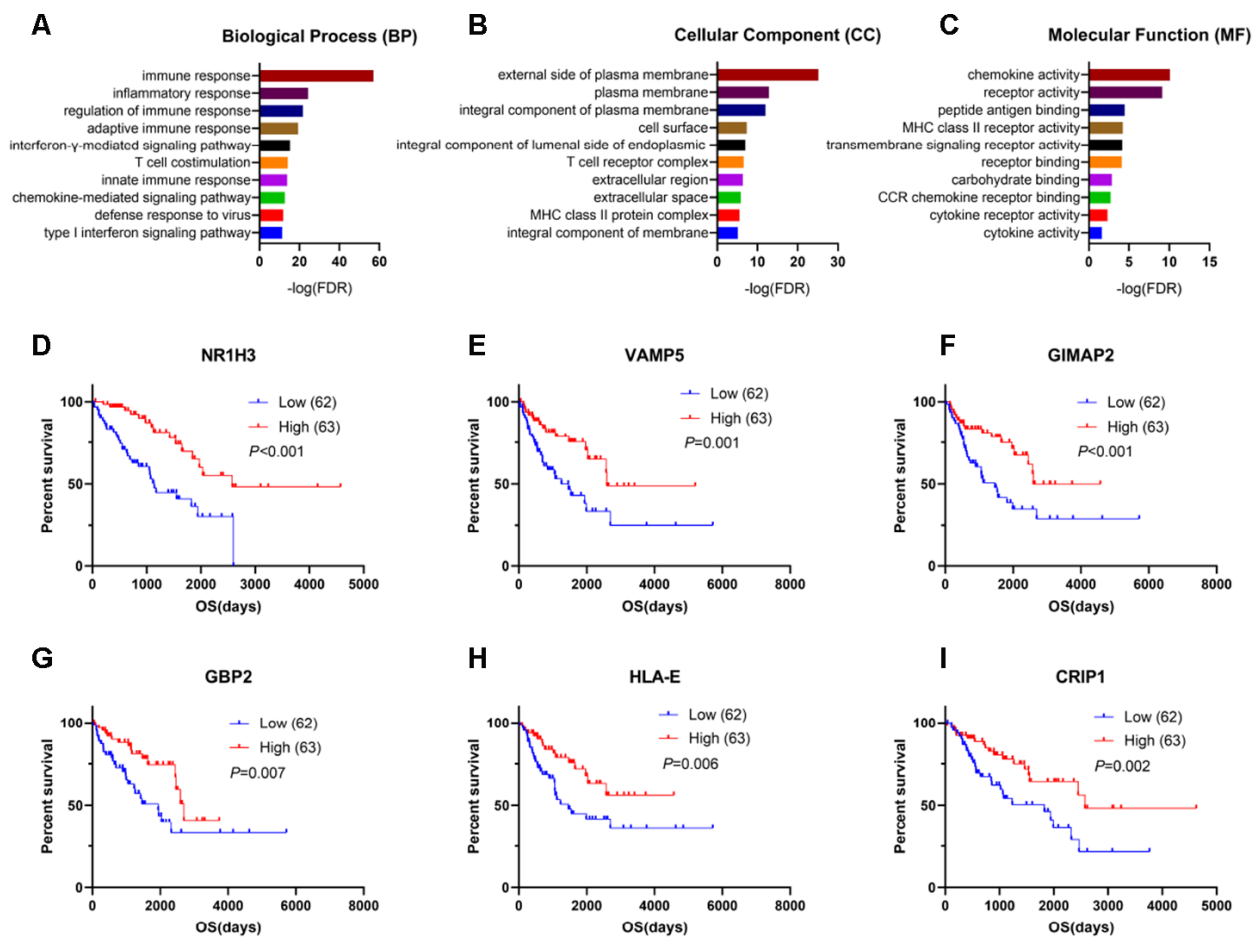 A
Biological Process (BP)
immune response
inflammatory response
regulation of immune response
adaptive immune response
interferon-γ-mediated signaling pathway
T cell costimulation
innate immune response
chemokine-mediated signaling pathway
defense response to virus
type I interferon signaling pathway
0 20 40 60
-log(FDR)
B
Cellular Component (CC)
external side of plasma membrane
plasma membrane
integral component of plasma membrane
cell surface
integral component of lumenal side of endoplasmic
T cell receptor complex
extracellular region
extracellular space
MHC class II protein complex
integral component of membrane
0 10 20 30
-log(FDR)
C
Molecular Function (MF)
chemokine activity
receptor activity
peptide antigen binding
MHC class II receptor activity
transmembrane signaling receptor activity
receptor binding
carbohydrate binding
CCR chemokine receptor binding
cytokine receptor activity
cytokine activity
0 5 10 15
-log(FDR)
D
NR1H3
Percent survival
100
50
0
Low (62)
High (63)
P<0.001
0 1000 2000 3000 4000 5000
OS(days)
E
VAMP5
Percent survival
100
50
0
Low (62)
High (63)
P=0.001
0 2000 4000 6000 8000
OS(days)
F
GIMAP2
Percent survival
100
50
0
Low (62)
High (63)
P<0.001
0 2000 4000 6000 8000
OS(days)
G
GBP2
Percent survival
100
50
0
Low (62)
High (63)
P=0.007
0 2000 4000 6000 8000
OS(days)
H
HLA-E
Percent survival
100
50
0
Low (62)
High (63)
P=0.006
0 2000 4000 6000 8000
OS(days)
I
CRIP1
Percent survival
100
50
0
Low (62)
High (63)
P=0.002
0 1000 2000 3000 4000 5000
OS(days)